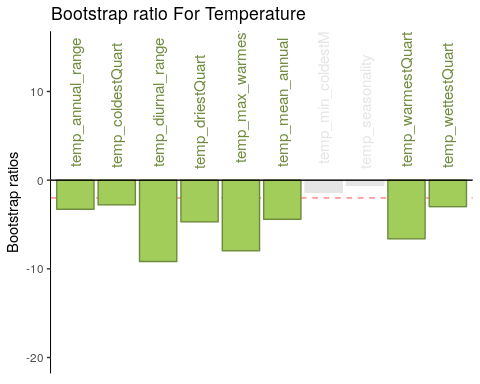 Bootstrap ratio For Temperature
Bootstrap ratios
10
0
-10
-20
temp_annual_range
temp_coldestQuart
temp_diurnal_range
temp_driestQuart
temp_max_warmes
temp_mean_annual
temp_min_coldestM
temp_seasonality
temp_warmestQuart
temp_wettestQuart